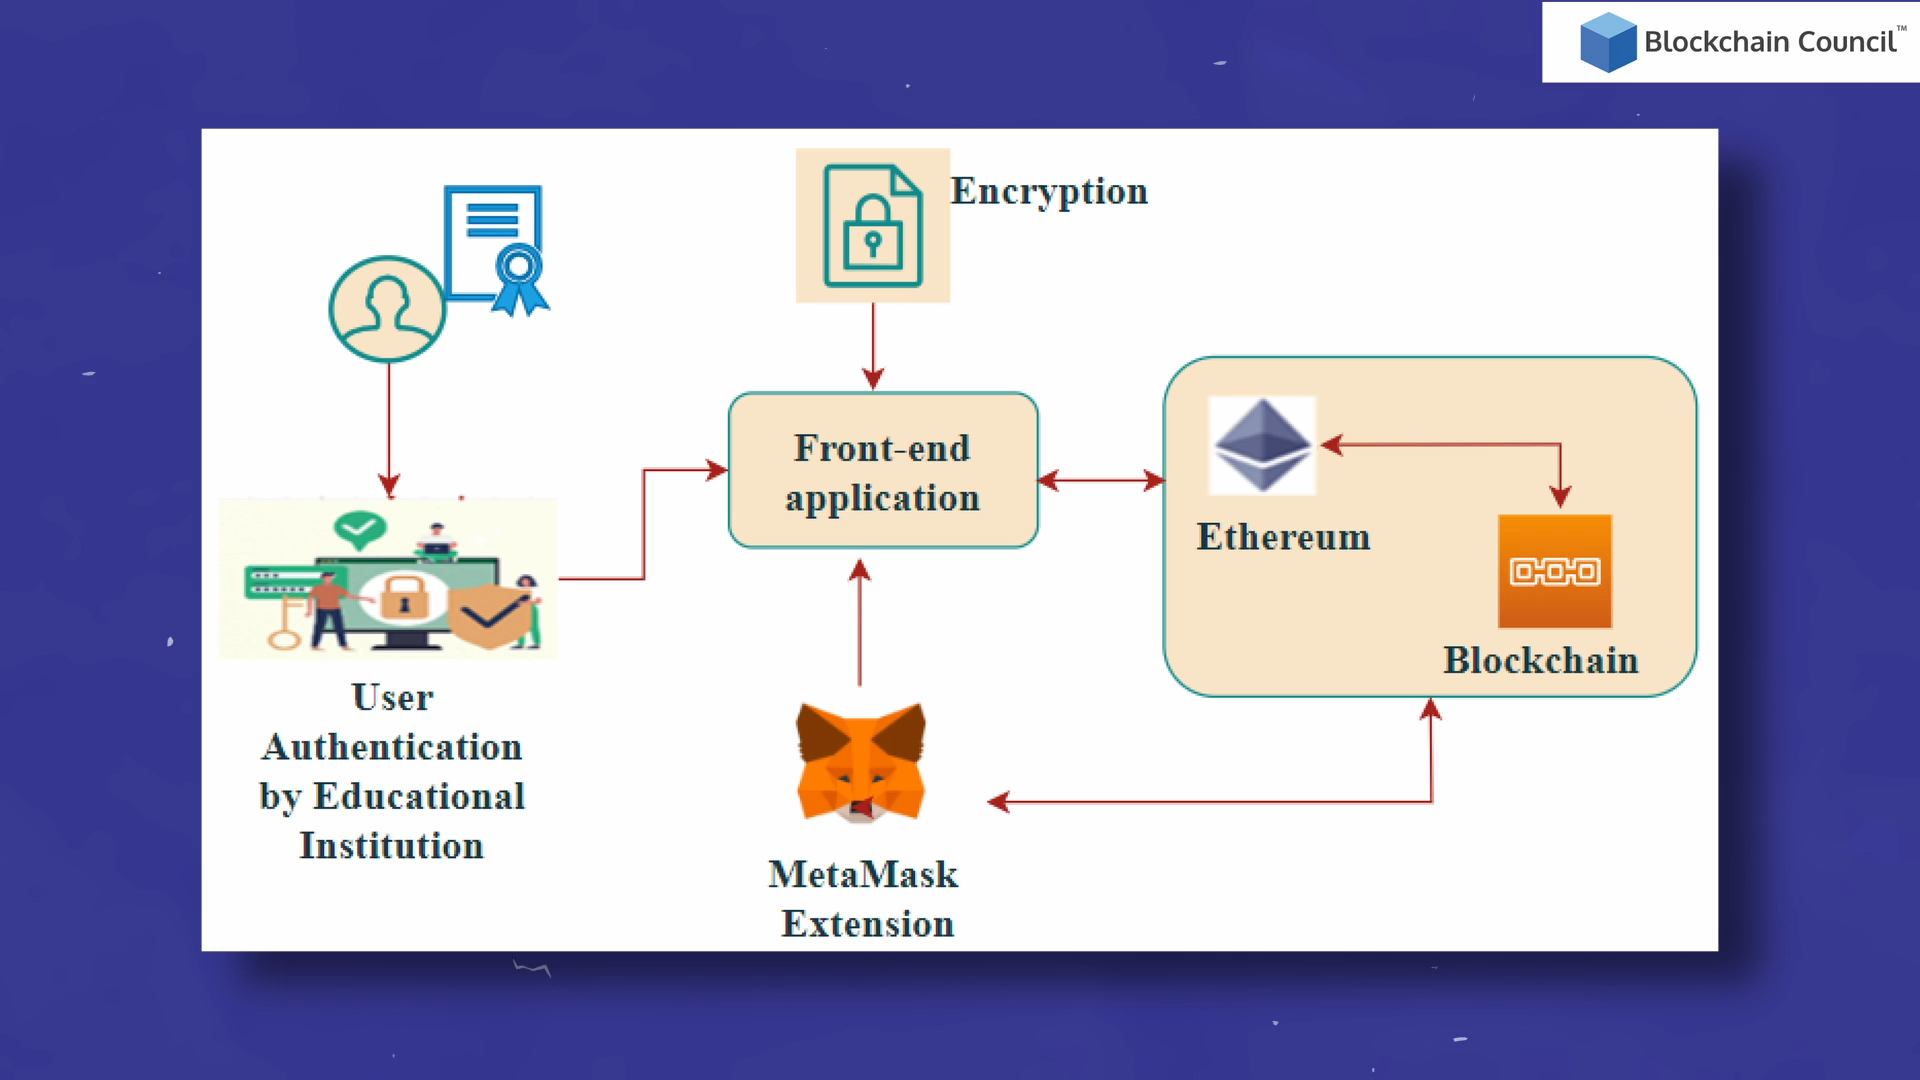 Blockchain Council™
Encryption
Front-end
application
Ethereum
Blockchain
User
Authentication
by Educational
Institution
MetaMask
Extension